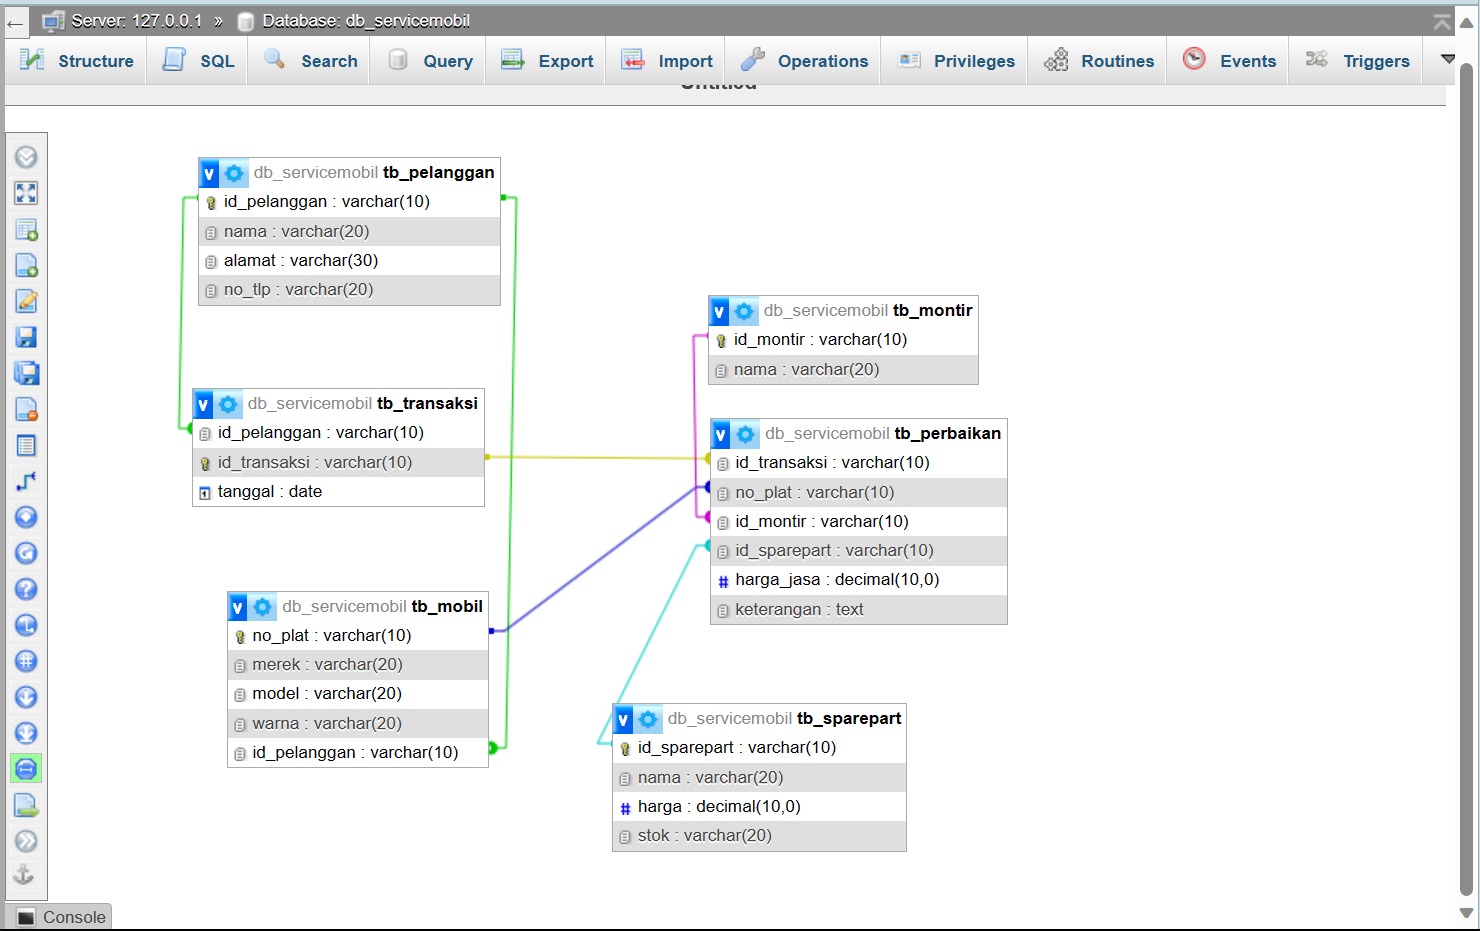 Server: 127.0.0.1 » Database: db_servicemobil
Structure SQL Search Query Export Import Operations Privileges Routines Events Triggers
Untitled
db_servicemobil tb_pelanggan
id_pelanggan : varchar(10)
nama : varchar(20)
alamat : varchar(30)
no_tlp : varchar(20)
db_servicemobil tb_montir
id_montir : varchar(10)
nama : varchar(20)
db_servicemobil tb_transaksi
id_pelanggan : varchar(10)
id_transaksi : varchar(10)
tanggal : date
db_servicemobil tb_perbaikan
id_transaksi : varchar(10)
no_plat : varchar(10)
id_montir : varchar(10)
id_sparepart : varchar(10)
harga_jasa : decimal(10,0)
keterangan : text
db_servicemobil tb_mobil
no_plat : varchar(10)
merek : varchar(20)
model : varchar(20)
warna : varchar(20)
id_pelanggan : varchar(10)
db_servicemobil tb_sparepart
id_sparepart : varchar(10)
nama : varchar(20)
harga : decimal(10,0)
stok : varchar(20)
Console